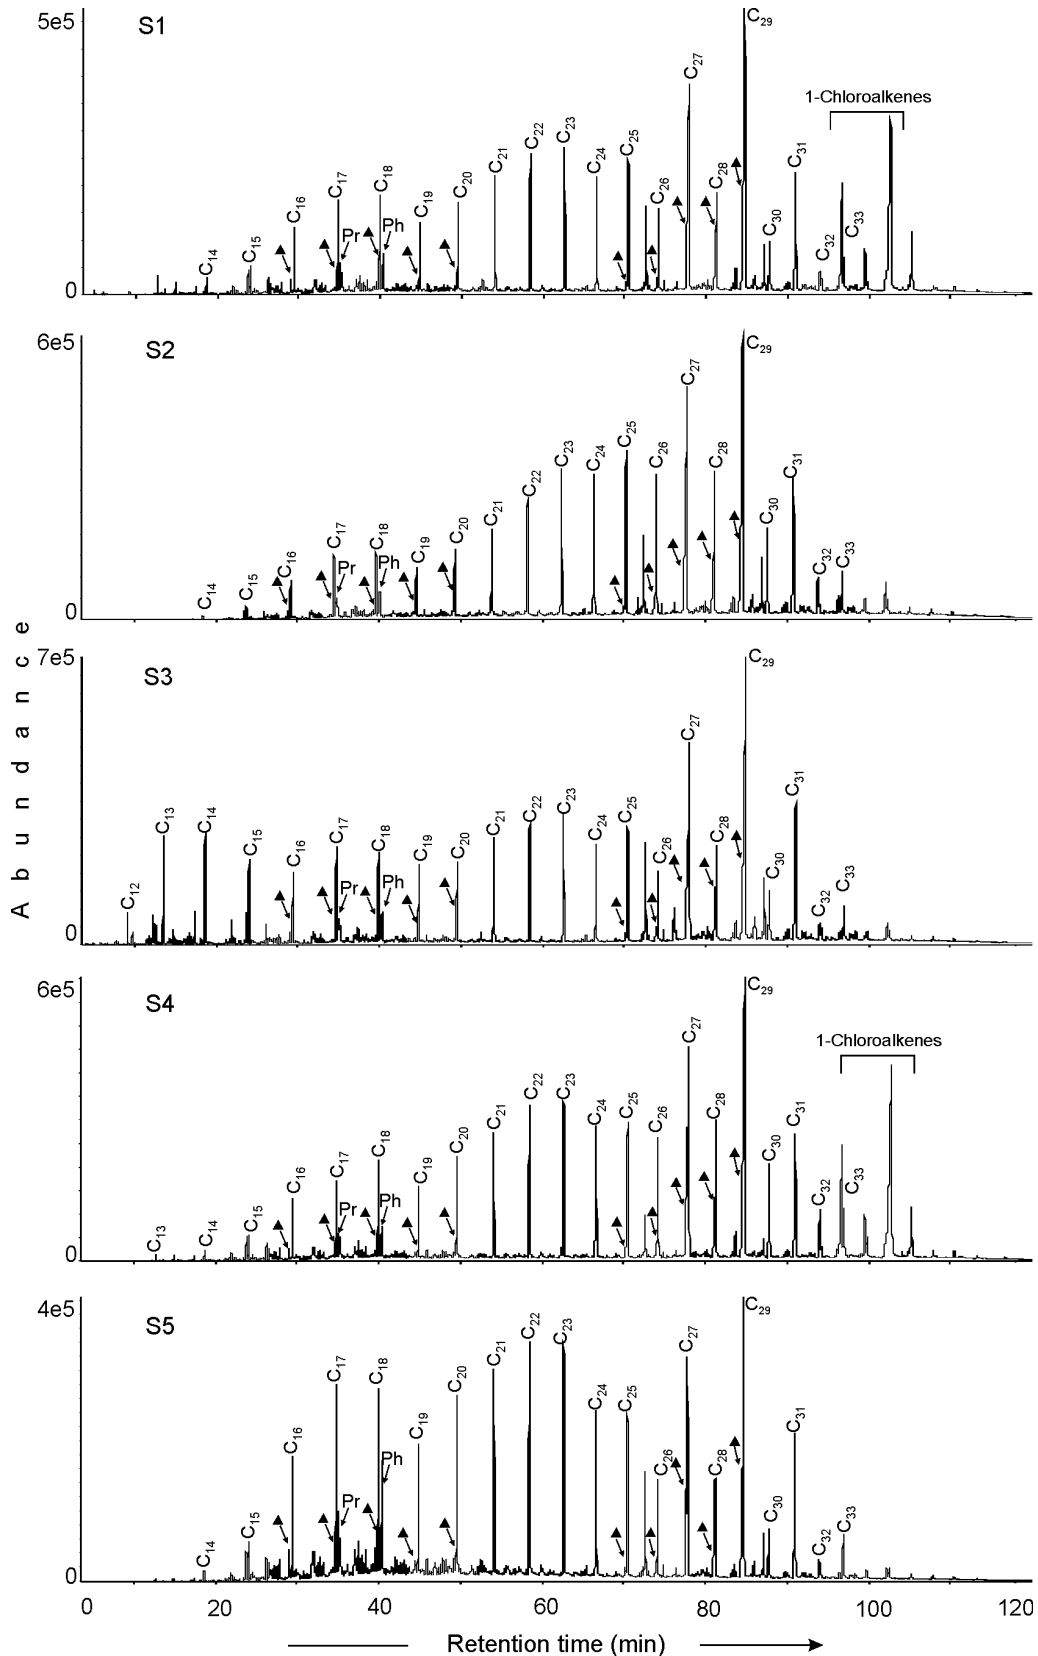 Abundance
5e5
0
S1
C14
C15
C16
C17
Pr
C18
Ph
C19
C20
C21
C22
C23
C24
C25
C26
C27
C28
C29
C30
C31
C32
C33
1-Chloroalkenes
6e5
0
S2
C14
C15
C16
C17
Pr
C18
Ph
C19
C20
C21
C22
C23
C24
C25
C26
C27
C28
C29
C30
C31
C32
C33
7e5
0
S3
C12
C13
C14
C15
C16
C17
Pr
C18
Ph
C19
C20
C21
C22
C23
C24
C25
C26
C27
C28
C29
C30
C31
C32
C33
6e5
0
S4
C13
C14
C15
C16
C17
Pr
C18
Ph
C19
C20
C21
C22
C23
C24
C25
C26
C27
C28
C29
C30
C31
C32
C33
1-Chloroalkenes
4e5
0
S5
C14
C15
C16
C17
Pr
C18
Ph
C19
C20
C21
C22
C23
C24
C25
C26
C27
C28
C29
C30
C31
C32
C33
0 20 40 60 80 100 120
Retention time (min)